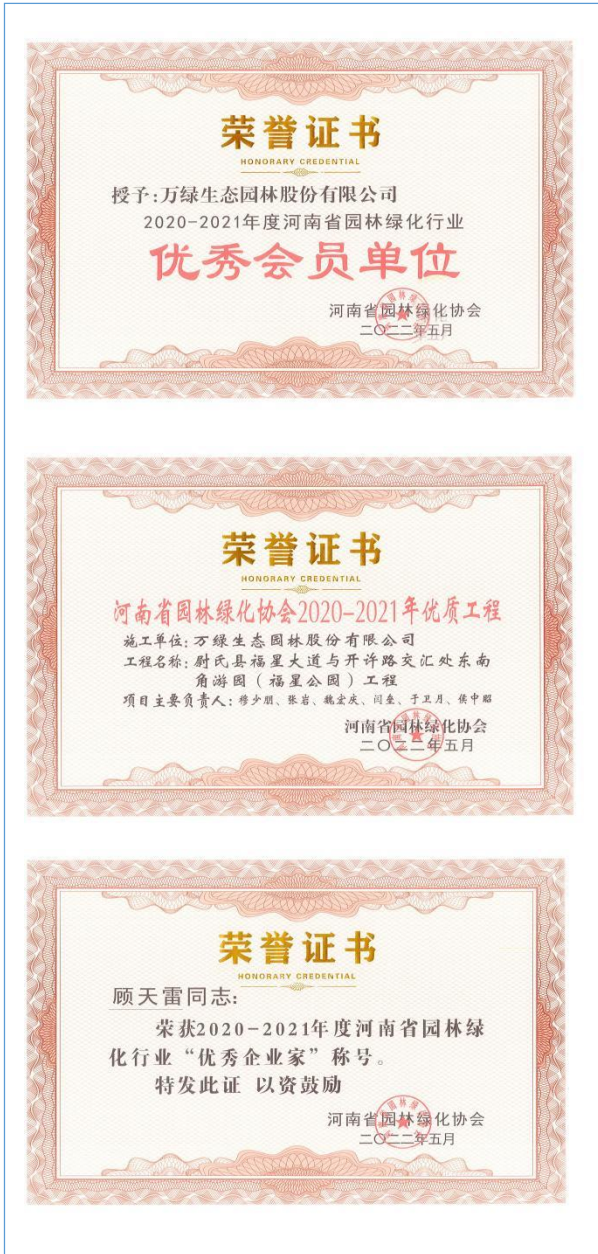 荣誉证书
HONORARY CREDENTIAL
授予:万绿生态园林股份有限公司
2020-2021年度河南省园林绿化行业
优秀会员单位
河南省园林绿化协会
二〇二二年五月
荣誉证书
HONORARY CREDENTIAL
河南省园林绿化协会2020-2021年优质工程
施工单位: 万绿生态园林股份有限公司
工程名称: 尉氏县福星大道与开许路交汇处东南
角游园(福星公园)工程
项目主要负责人: 穆少朋、张岩、魏宏庆、闫垒、于卫月、侯中昭
河南省园林绿化协会
二〇二二年五月
荣誉证书
HONORARY CREDENTIAL
顾天雷同志:
荣获2020-2021年度河南省园林绿
化行业“优秀企业家”称号。
特发此证 以资鼓励
河南省园林绿化协会
二〇二二年五月